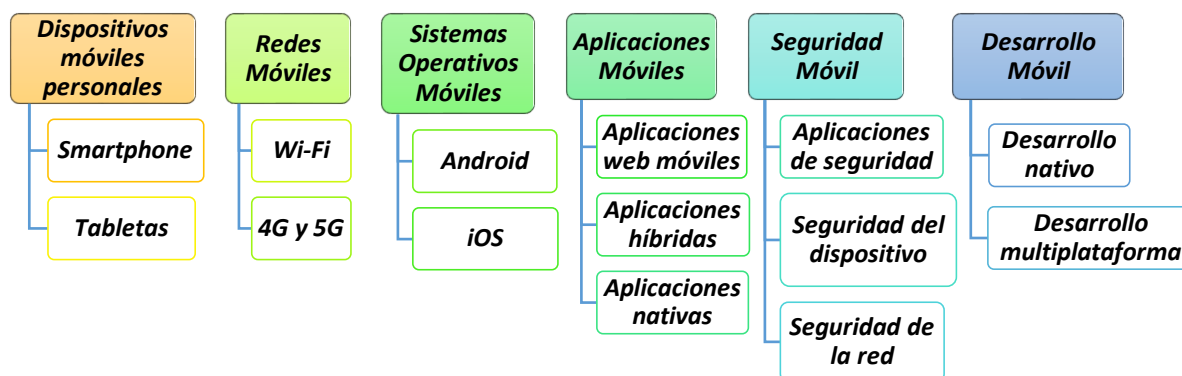 Dispositivos
móviles
personales
Smartphone
Tabletas
Redes
Móviles
Wi-Fi
4G y 5G
Sistemas
Operativos
Móviles
Android
iOS
Aplicaciones
Móviles
Aplicaciones
web móviles
Aplicaciones
híbridas
Aplicaciones
nativas
Seguridad
Móvil
Aplicaciones
de seguridad
Seguridad del
dispositivo
Seguridad de
la red
Desarrollo
Móvil
Desarrollo
nativo
Desarrollo
multiplataforma